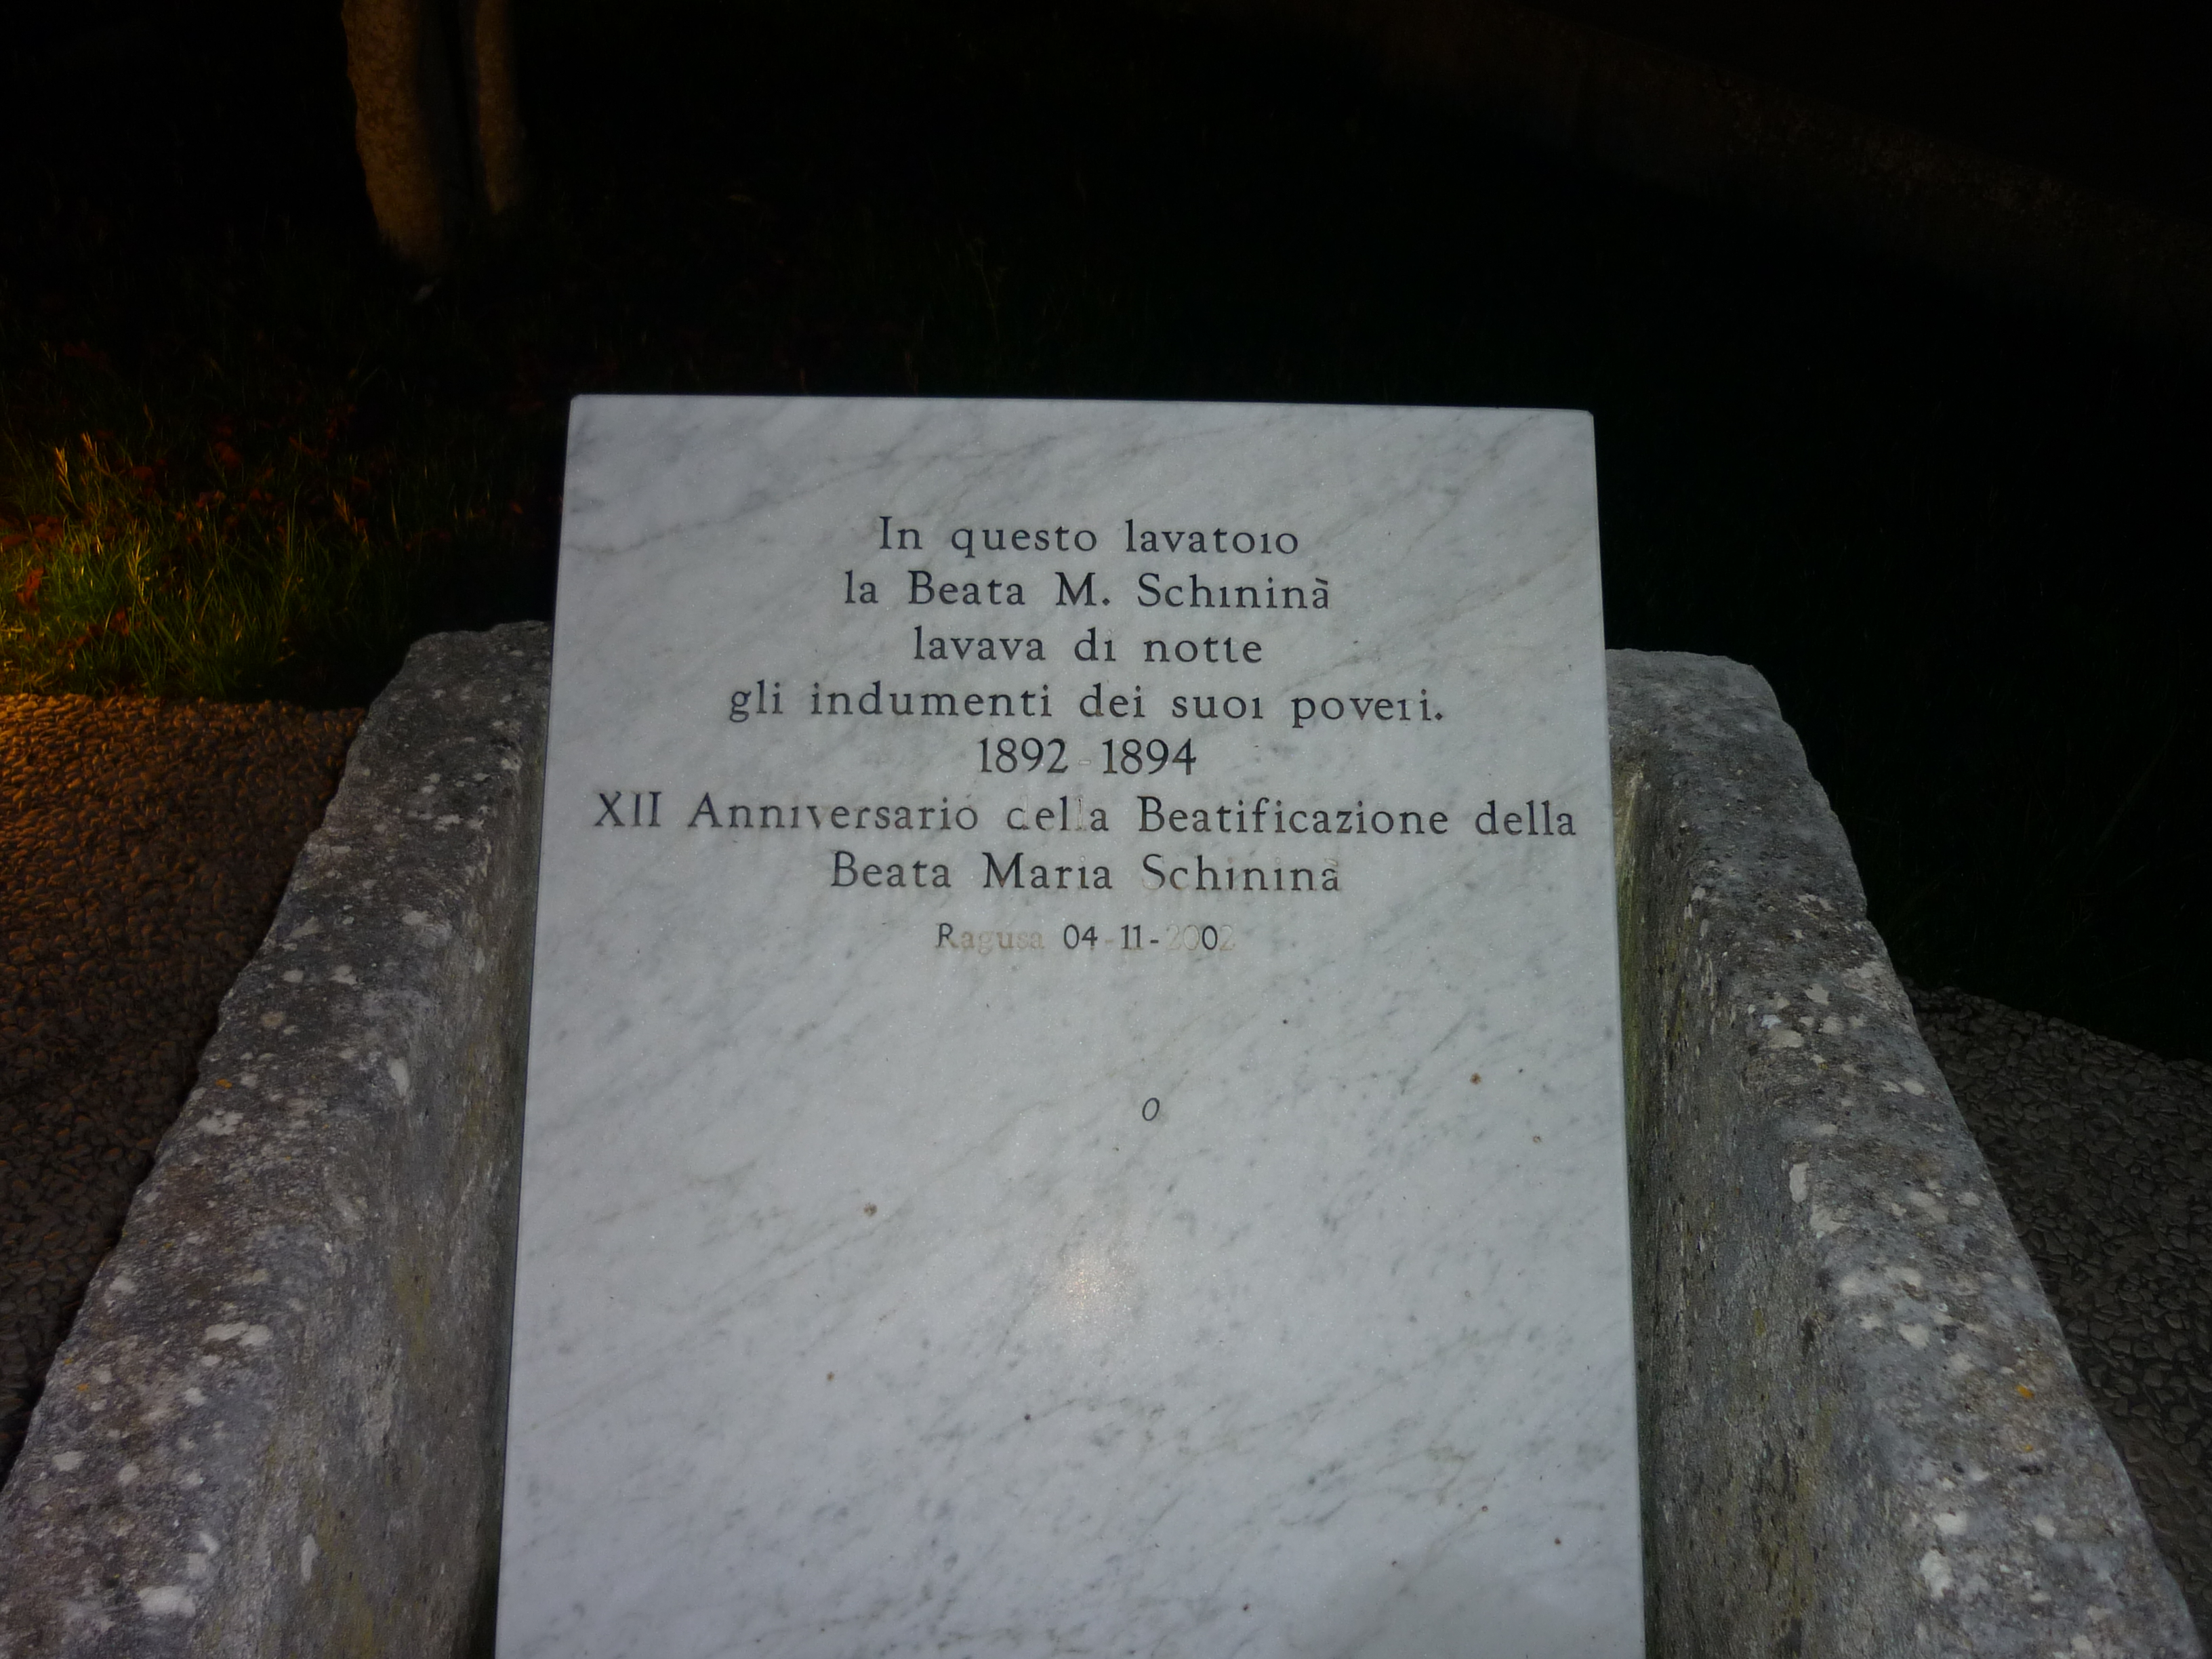 In questo lavatoio
la Beata M. Schininà
lavava di notte
gli indumenti dei suoi poveri.
1892 - 1894
XII Anniversario della Beatificazione della
Beata Maria Schininà
Ragusa 04-11-2002
o